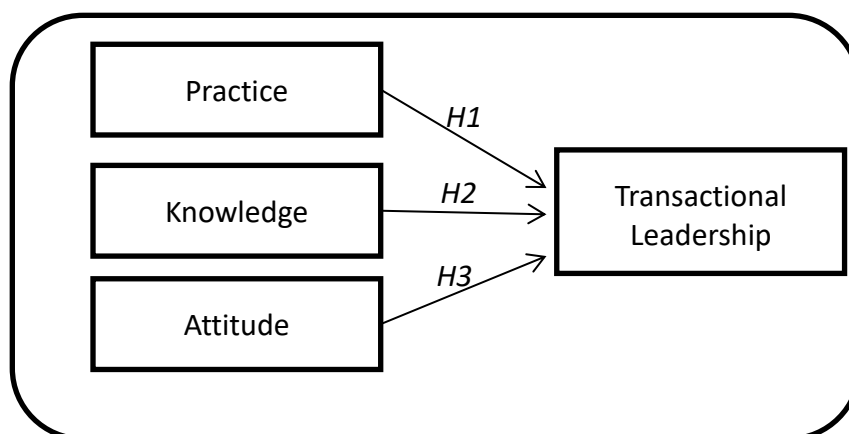 Practice
H1
Knowledge
H2
Transactional
Leadership
Attitude
H3